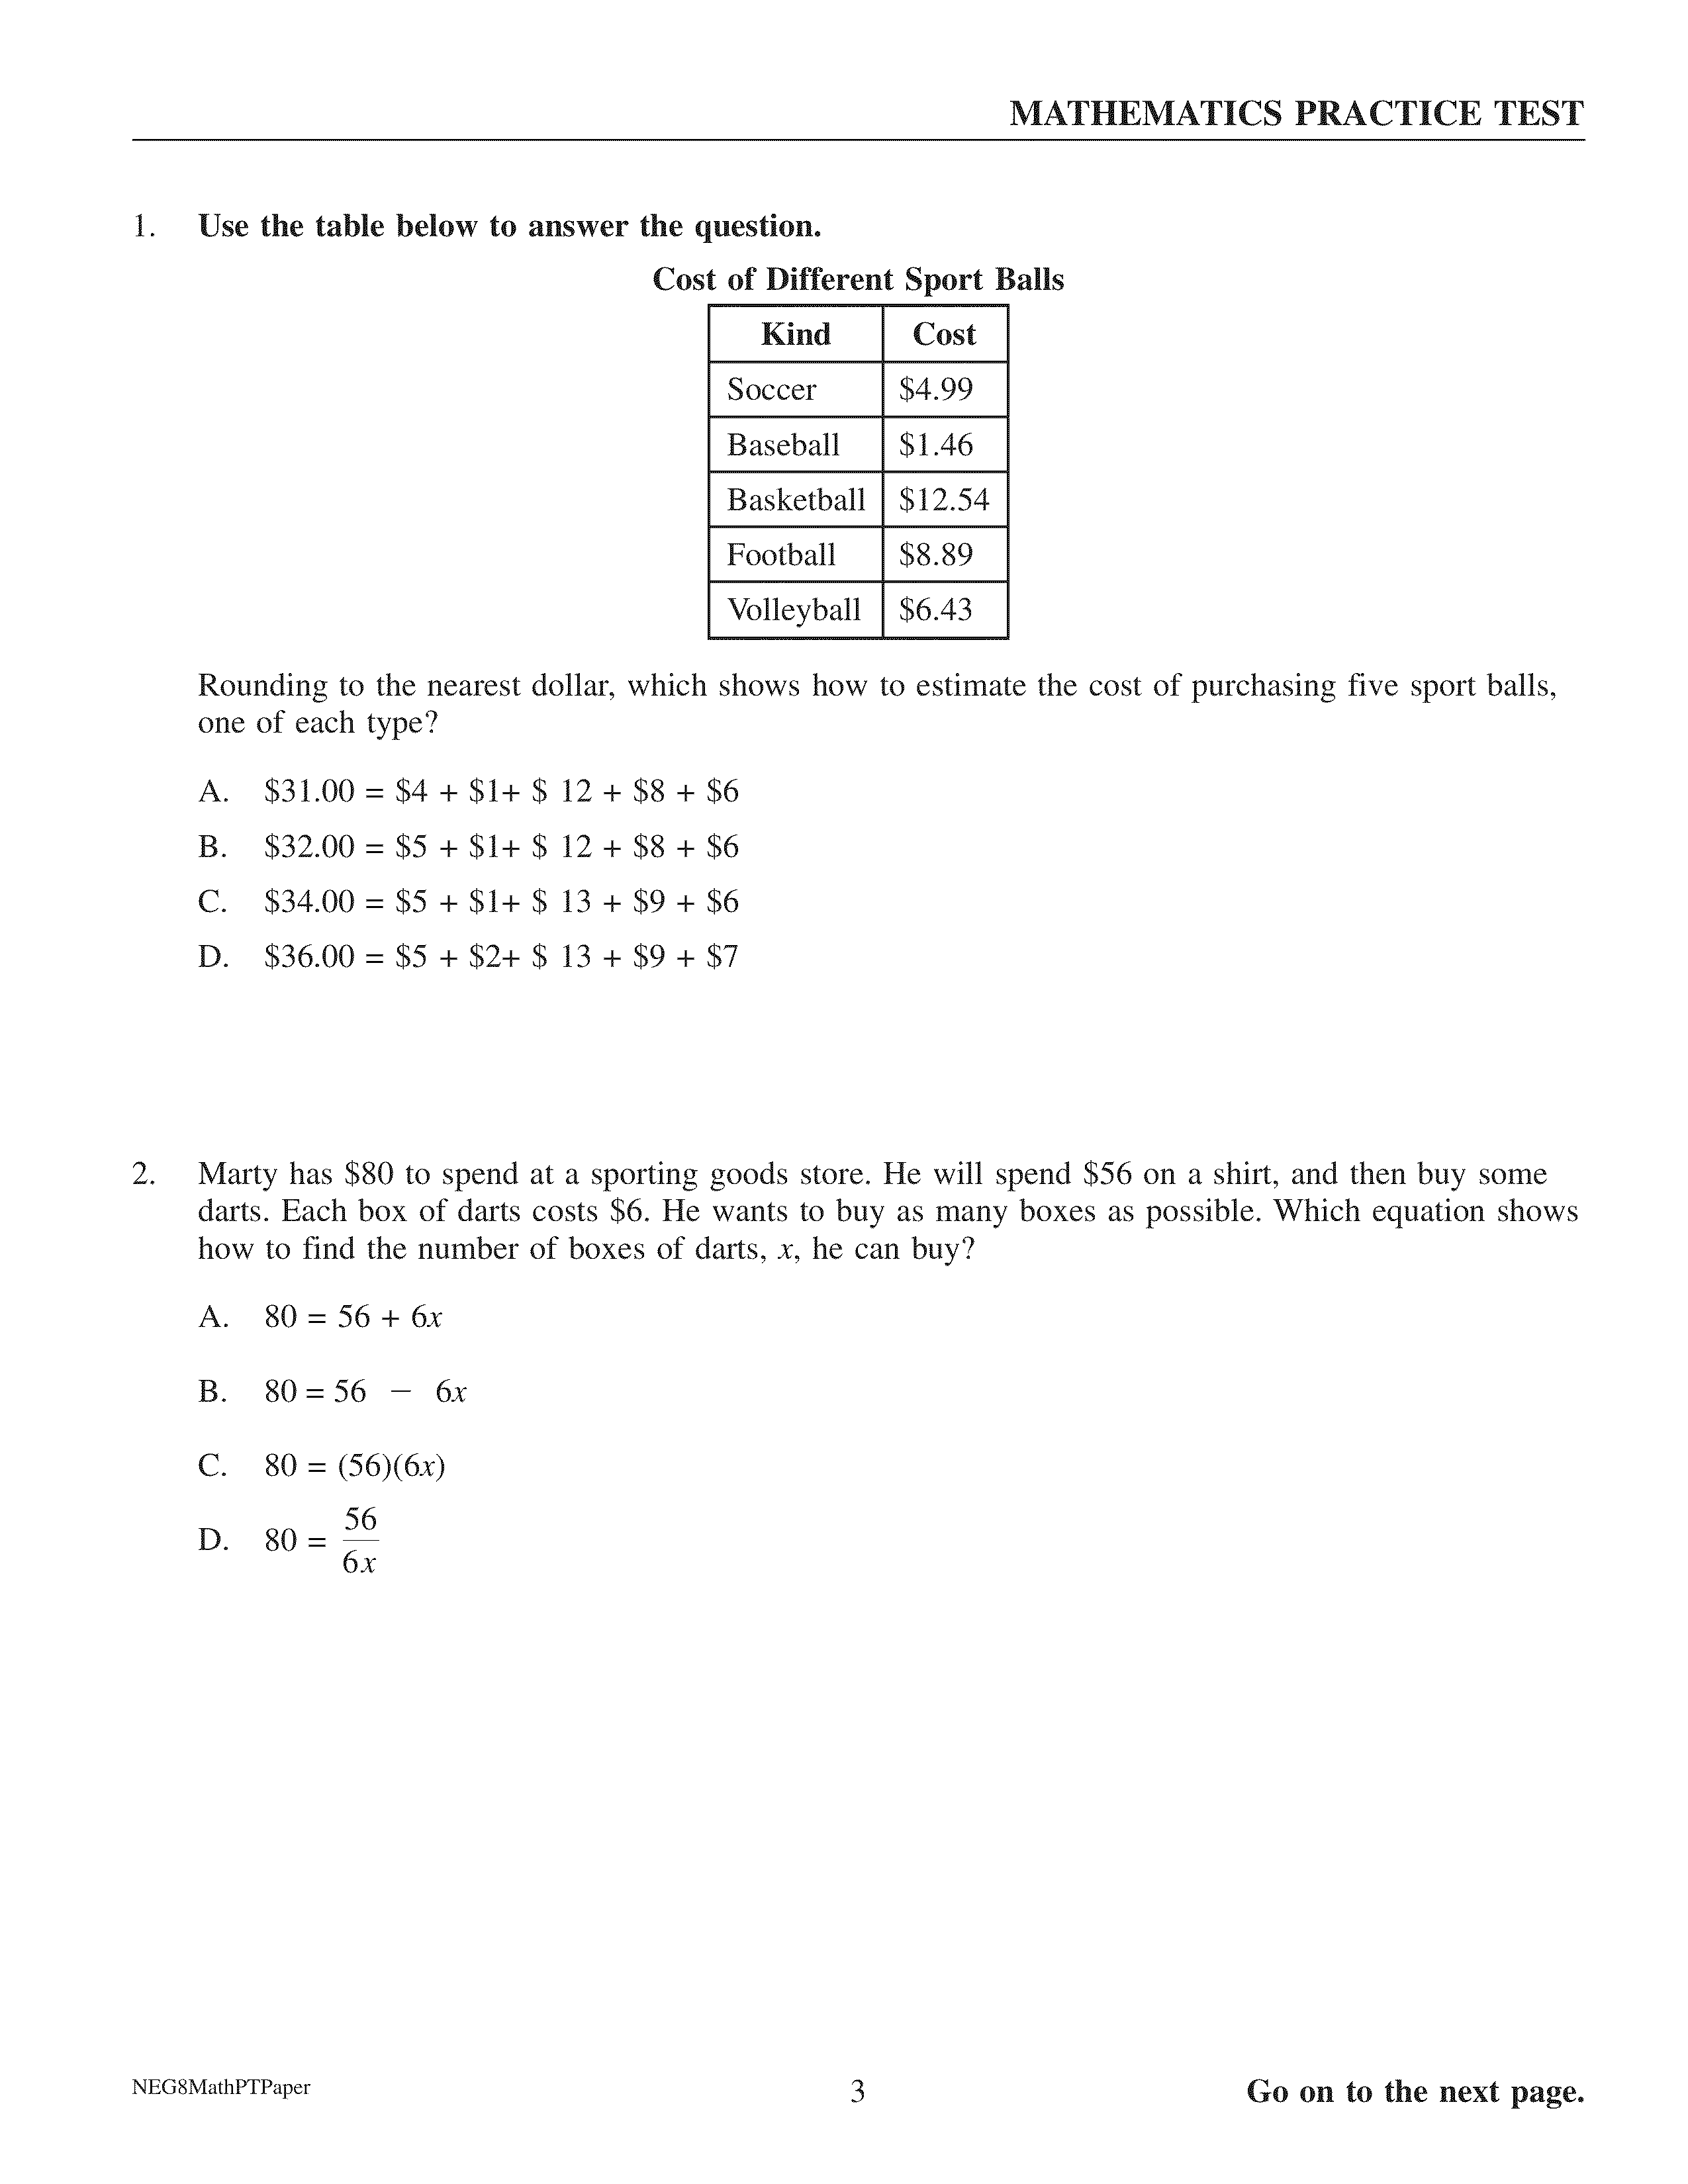 MATHEMATICS PRACTICE TEST
1. Use the table below to answer the question.
Cost of Different Sport Balls
Kind Cost
Soccer $4.99
Baseball $1.46
Basketball $12.54
Football $8.89
Volleyball $6.43
Rounding to the nearest dollar, which shows how to estimate the cost of purchasing five sport balls,
one of each type?
A. $31.00 = $4 + $1+ $ 12 + $8 + $6
B. $32.00 = $5 + $1+ $ 12 + $8 + $6
C. $34.00 = $5 + $1+ $ 13 + $9 + $6
D. $36.00 = $5 + $2+ $ 13 + $9 + $7
2. Marty has $80 to spend at a sporting goods store. He will spend $56 on a shirt, and then buy some
darts. Each box of darts costs $6. He wants to buy as many boxes as possible. Which equation shows
how to find the number of boxes of darts, x, he can buy?
A. 80 = 56 + 6x
B. 80 = 56 − 6x
C. 80 = (56)(6x)
D. 80 = 56/6x
NEG8MathPTPaper 3 Go on to the next page.